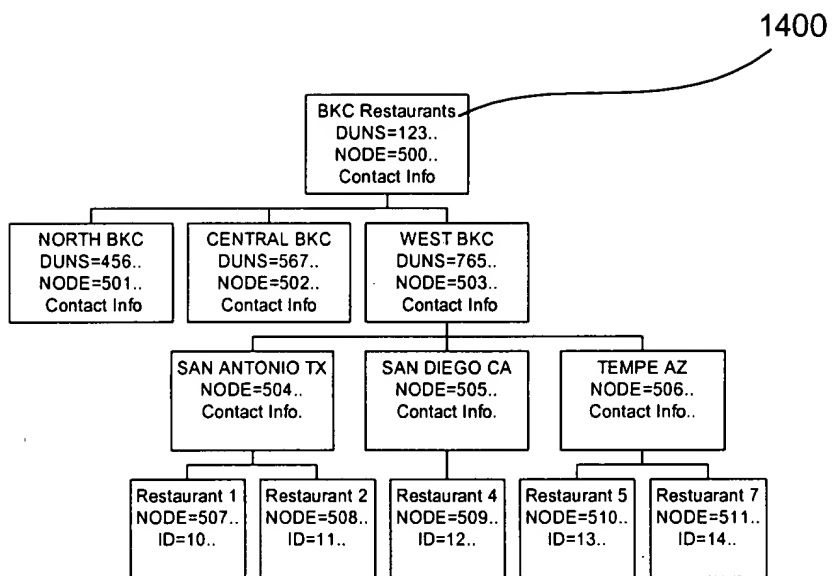 1400
BKC Restaurants
DUNS=123..
NODE=500..
Contact Info
NORTH BKC
DUNS=456..
NODE=501..
Contact Info
CENTRAL BKC
DUNS=567..
NODE=502..
Contact Info
WEST BKC
DUNS=765..
NODE=503..
Contact Info
SAN ANTONIO TX
NODE=504..
Contact Info.
SAN DIEGO CA
NODE=505..
Contact Info.
TEMPE AZ
NODE=506..
Contact Info..
Restaurant 1
NODE=507..
ID=10..
Restaurant 2
NODE=508..
ID=11..
Restaurant 4
NODE=509..
ID=12..
Restaurant 5
NODE=510..
ID=13..
Restuarant 7
NODE=511..
ID=14..